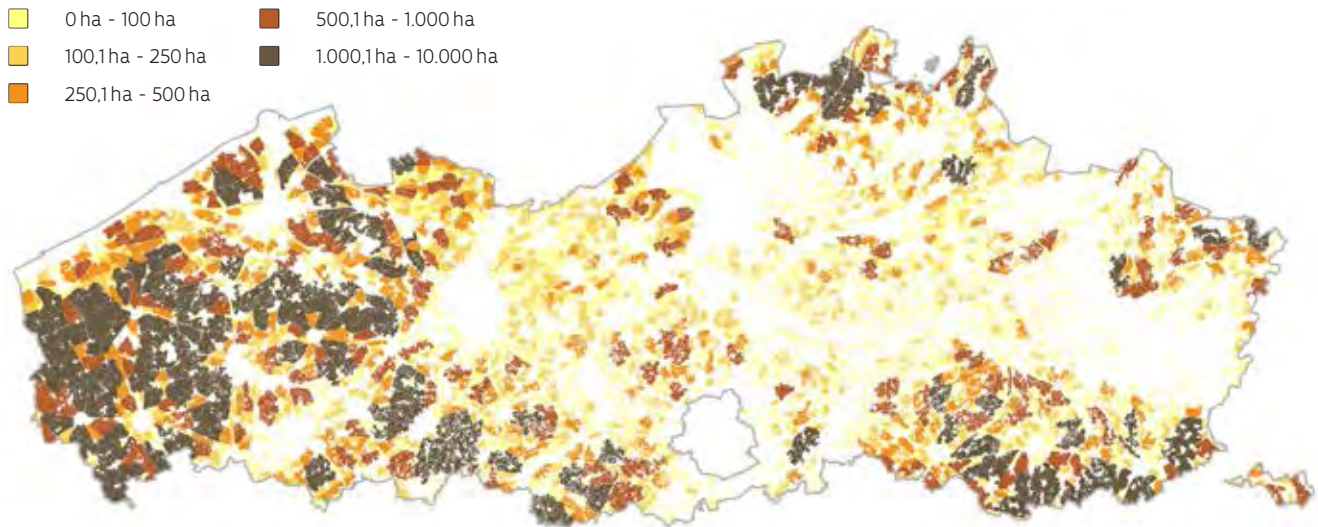 0 ha - 100 ha
100,1 ha - 250 ha
250,1 ha - 500 ha
500,1 ha - 1.000 ha
1.000,1 ha - 10.000 ha